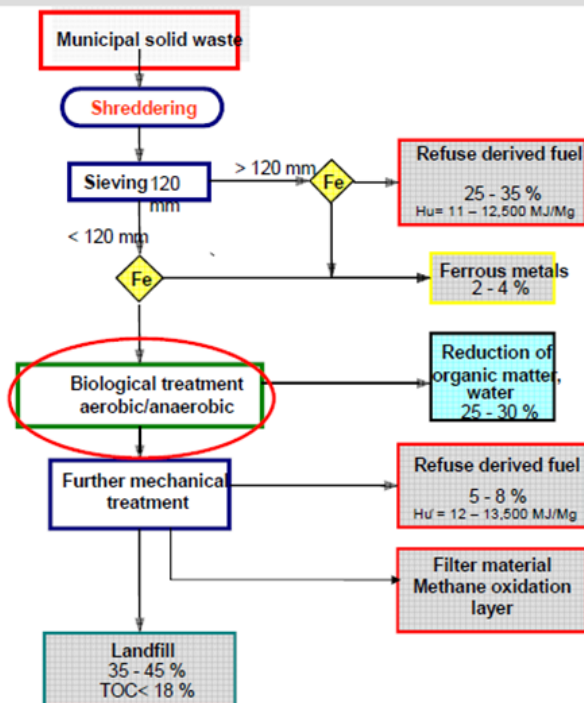 Municipal solid waste
Shreddering
Sieving 120
mm
> 120 mm
Fe
Refuse derived fuel
25 - 35 %
Hu= 11 – 12,500 MJ/Mg
< 120 mm
Fe
Ferrous metals
2 - 4 %
Biological treatment
aerobic/anaerobic
Reduction of
organic matter,
water
25 - 30 %
Further mechanical
treatment
Refuse derived fuel
5 - 8 %
Hu = 12 – 13,500 MJ/Mg
Filter material
Methane oxidation
layer
Landfill
35 - 45 %
TOC< 18 %